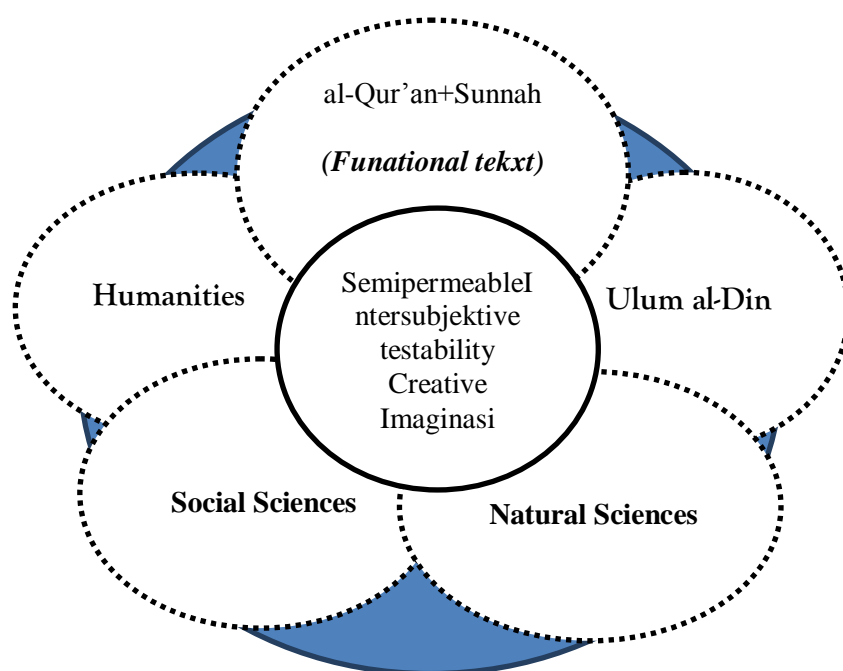 al-Qur’an+Sunnah
(Funational tekxt)
Humanities
SemipermeableI
ntersubjektive
testability
Creative
Imaginasi
Ulum al-Din
Social Sciences
Natural Sciences